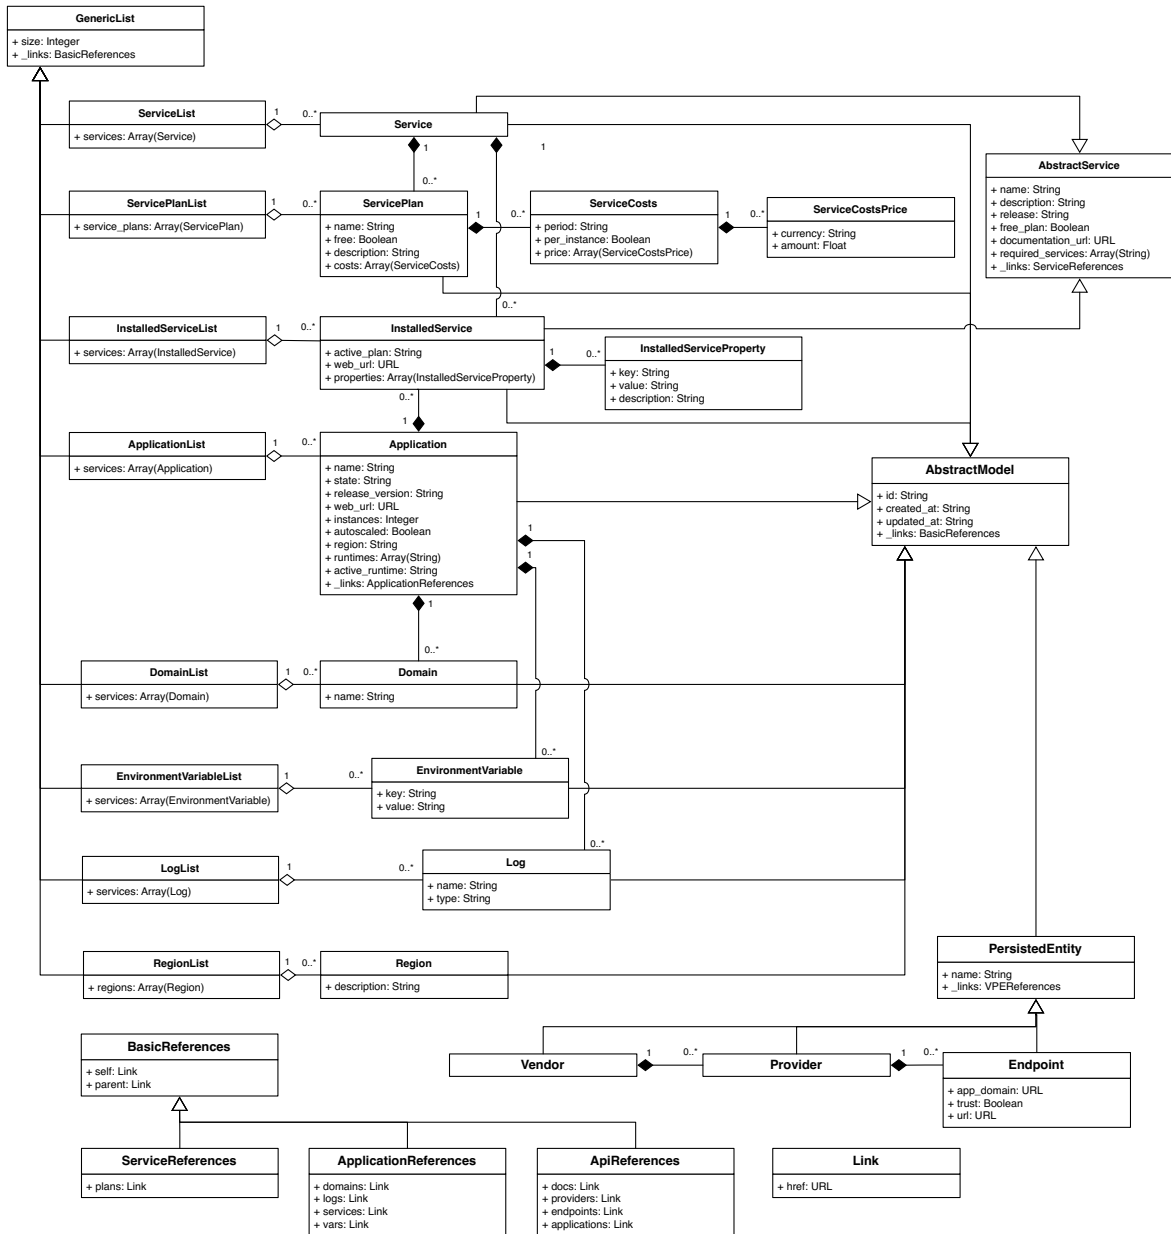 GenericList
+ size: Integer
+ _links: BasicReferences
ServiceList
+ services: Array(Service)
1
0..*
Service
1
1
0..*
AbstractService
+ name: String
+ description: String
+ release: String
+ free_plan: Boolean
+ documentation_url: URL
+ required_services: Array(String)
+ _links: ServiceReferences
ServicePlanList
+ service_plans: Array(ServicePlan)
1
0..*
ServicePlan
+ name: String
+ free: Boolean
+ description: String
+ costs: Array(ServiceCosts)
1
0..*
ServiceCosts
+ period: String
+ per_instance: Boolean
+ price: Array(ServiceCostsPrice)
1
0..*
ServiceCostsPrice
+ currency: String
+ amount: Float
0..*
InstalledServiceList
+ services: Array(InstalledService)
1
0..*
InstalledService
+ active_plan: String
+ web_url: URL
+ properties: Array(InstalledServiceProperty)
1
0..*
InstalledServiceProperty
+ key: String
+ value: String
+ description: String
0..*
1
ApplicationList
+ services: Array(Application)
1
0..*
Application
+ name: String
+ state: String
+ release_version: String
+ web_url: URL
+ instances: Integer
+ autoscaled: Boolean
+ region: String
+ runtimes: Array(String)
+ active_runtime: String
+ _links: ApplicationReferences
1
1
1
AbstractModel
+ id: String
+ created_at: String
+ updated_at: String
+ _links: BasicReferences
0..*
DomainList
+ services: Array(Domain)
1
0..*
Domain
+ name: String
EnvironmentVariableList
+ services: Array(EnvironmentVariable)
1
0..*
0..*
EnvironmentVariable
+ key: String
+ value: String
LogList
+ services: Array(Log)
1
0..*
0..*
Log
+ name: String
+ type: String
RegionList
+ regions: Array(Region)
1
0..*
Region
+ description: String
PersistedEntity
+ name: String
+ _links: VPEReferences
Vendor
1
0..*
Provider
1
0..*
Endpoint
+ app_domain: URL
+ trust: Boolean
+ url: URL
BasicReferences
+ self: Link
+ parent: Link
ServiceReferences
+ plans: Link
ApplicationReferences
+ domains: Link
+ logs: Link
+ services: Link
+ vars: Link
ApiReferences
+ docs: Link
+ providers: Link
+ endpoints: Link
+ applications: Link
Link
+ href: URL